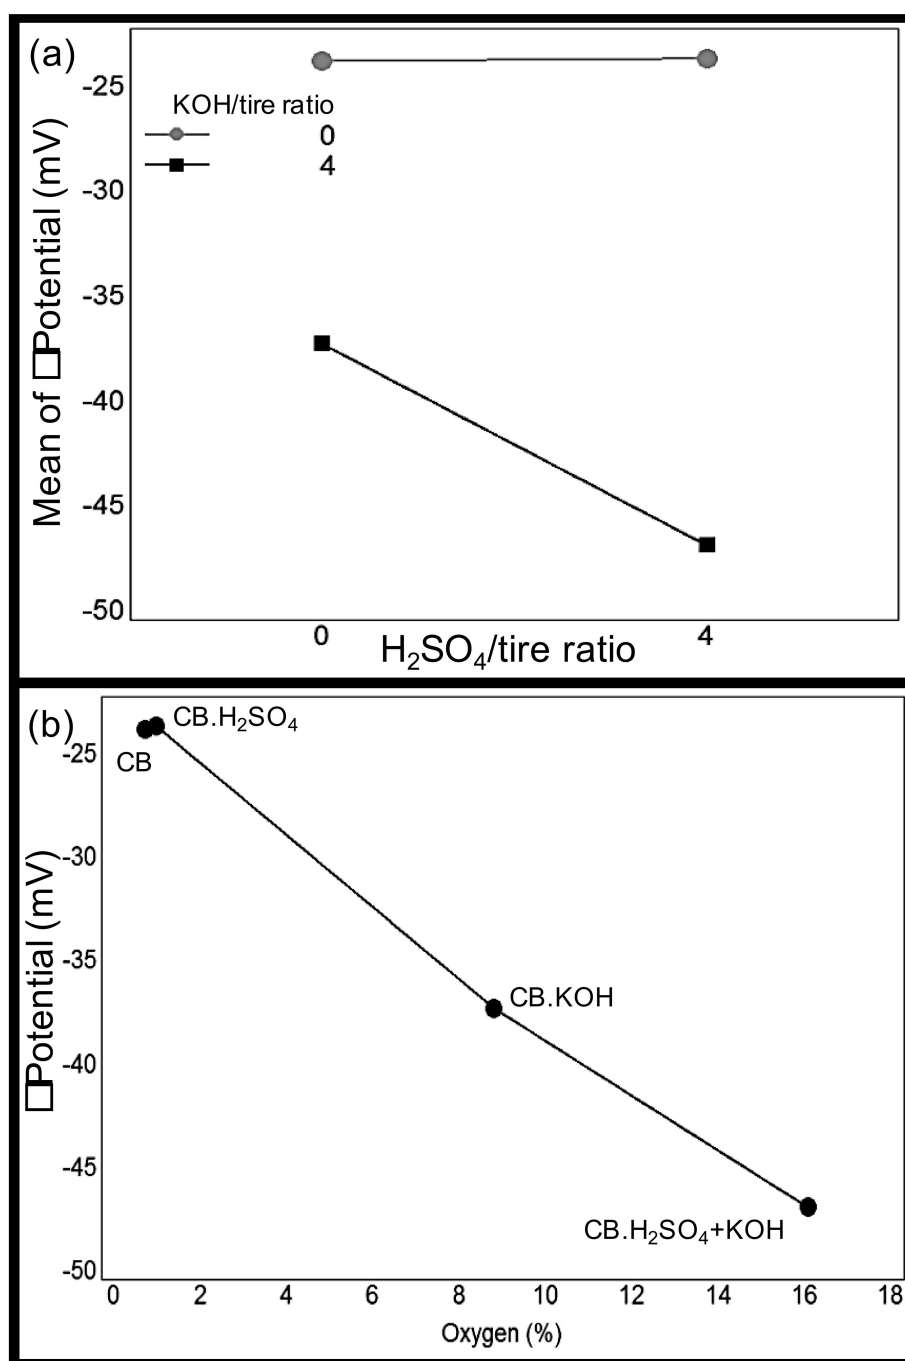 (a)
-25
KOH/tire ratio
0
4
-30
-35
-40
-45
-50
Mean of □Potential (mV)
0
4
H₂SO₄/tire ratio
(b)
CB.H₂SO₄
CB
-25
-30
-35
CB.KOH
-40
-45
CB.H₂SO₄+KOH
-50
□Potential (mV)
0 2 4 6 8 10 12 14 16 18
Oxygen (%)